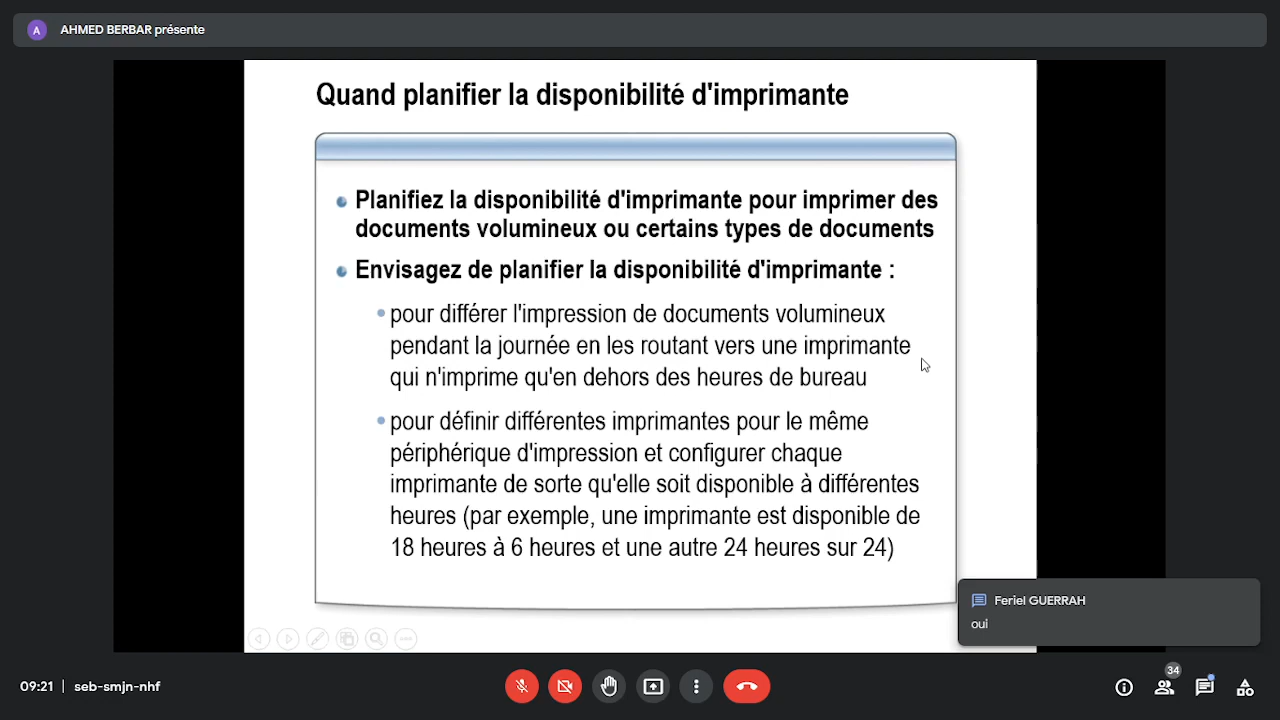 A AHMED BERBAR présente
Quand planifier la disponibilité d'imprimante
Planifiez la disponibilité d'imprimante pour imprimer des
documents volumineux ou certains types de documents
Envisagez de planifier la disponibilité d'imprimante :
pour différer l'impression de documents volumineux
pendant la journée en les routant vers une imprimante
qui n'imprime qu'en dehors des heures de bureau
pour définir différentes imprimantes pour le même
périphérique d'impression et configurer chaque
imprimante de sorte qu'elle soit disponible à différentes
heures (par exemple, une imprimante est disponible de
18 heures à 6 heures et une autre 24 heures sur 24)
Feriel GUERRAH
oui
09:21 | seb-smjn-nhf
34